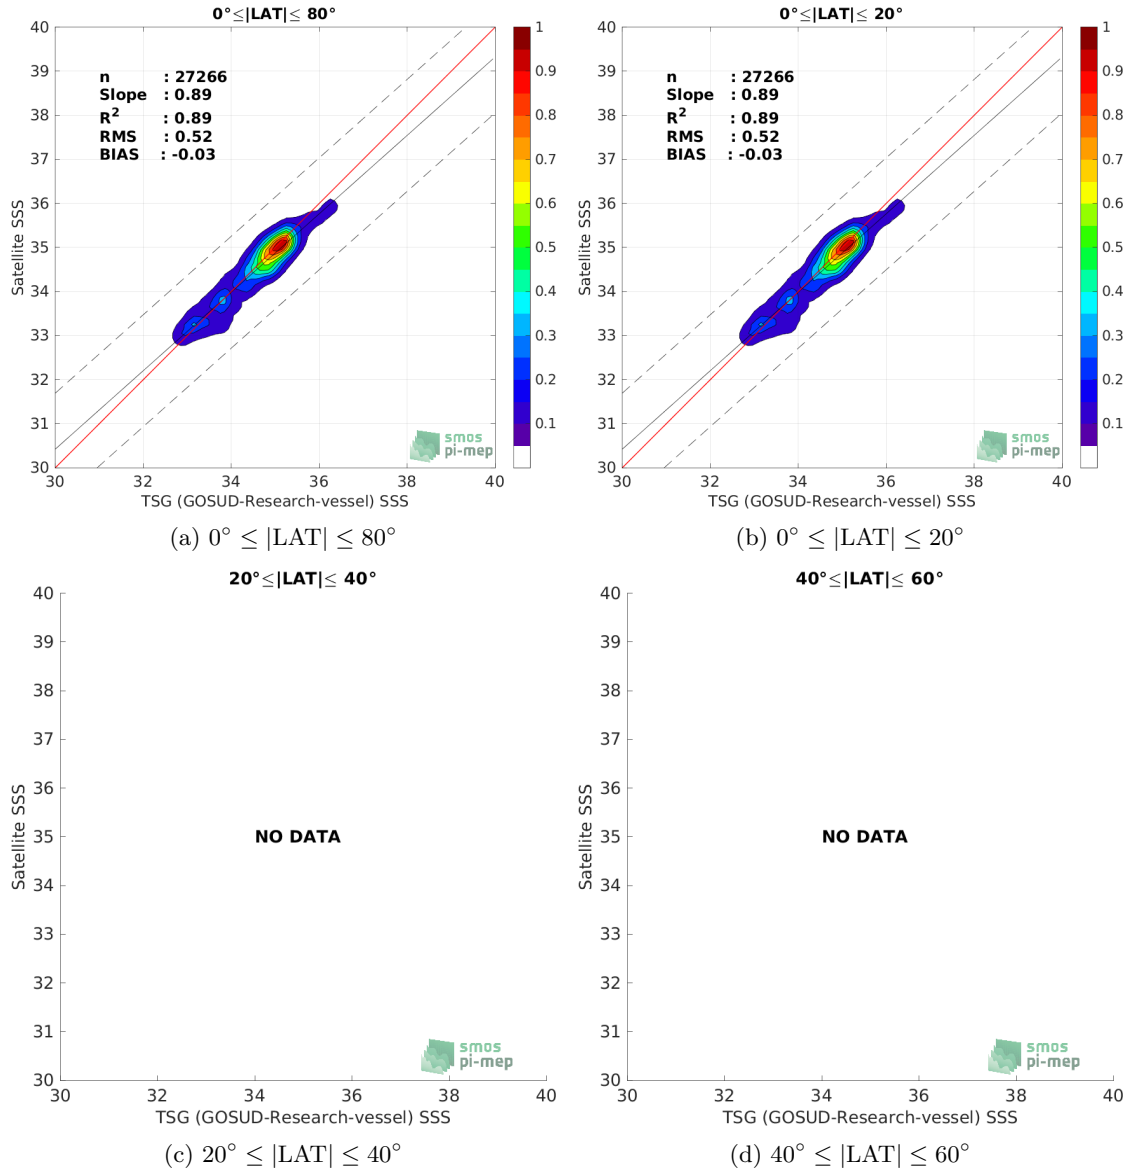 0°≤|LAT|≤ 80°
40
39
38
37
36
35
34
33
32
31
30
Satellite SSS
n : 27266
Slope : 0.89
R² : 0.89
RMS : 0.52
BIAS : -0.03
smos
pi-mep
30 32 34 36 38 40
TSG (GOSUD-Research-vessel) SSS
1
0.9
0.8
0.7
0.6
0.5
0.4
0.3
0.2
0.1
(a) 0° ≤ |LAT| ≤ 80°
0°≤|LAT|≤ 20°
40
39
38
37
36
35
34
33
32
31
30
Satellite SSS
n : 27266
Slope : 0.89
R² : 0.89
RMS : 0.52
BIAS : -0.03
smos
pi-mep
30 32 34 36 38 40
TSG (GOSUD-Research-vessel) SSS
1
0.9
0.8
0.7
0.6
0.5
0.4
0.3
0.2
0.1
(b) 0° ≤ |LAT| ≤ 20°
20°≤|LAT|≤ 40°
40
39
38
37
36
35
34
33
32
31
30
Satellite SSS
NO DATA
smos
pi-mep
30 32 34 36 38 40
TSG (GOSUD-Research-vessel) SSS
(c) 20° ≤ |LAT| ≤ 40°
40°≤|LAT|≤ 60°
40
39
38
37
36
35
34
33
32
31
30
Satellite SSS
NO DATA
smos
pi-mep
30 32 34 36 38 40
TSG (GOSUD-Research-vessel) SSS
(d) 40° ≤ |LAT| ≤ 60°